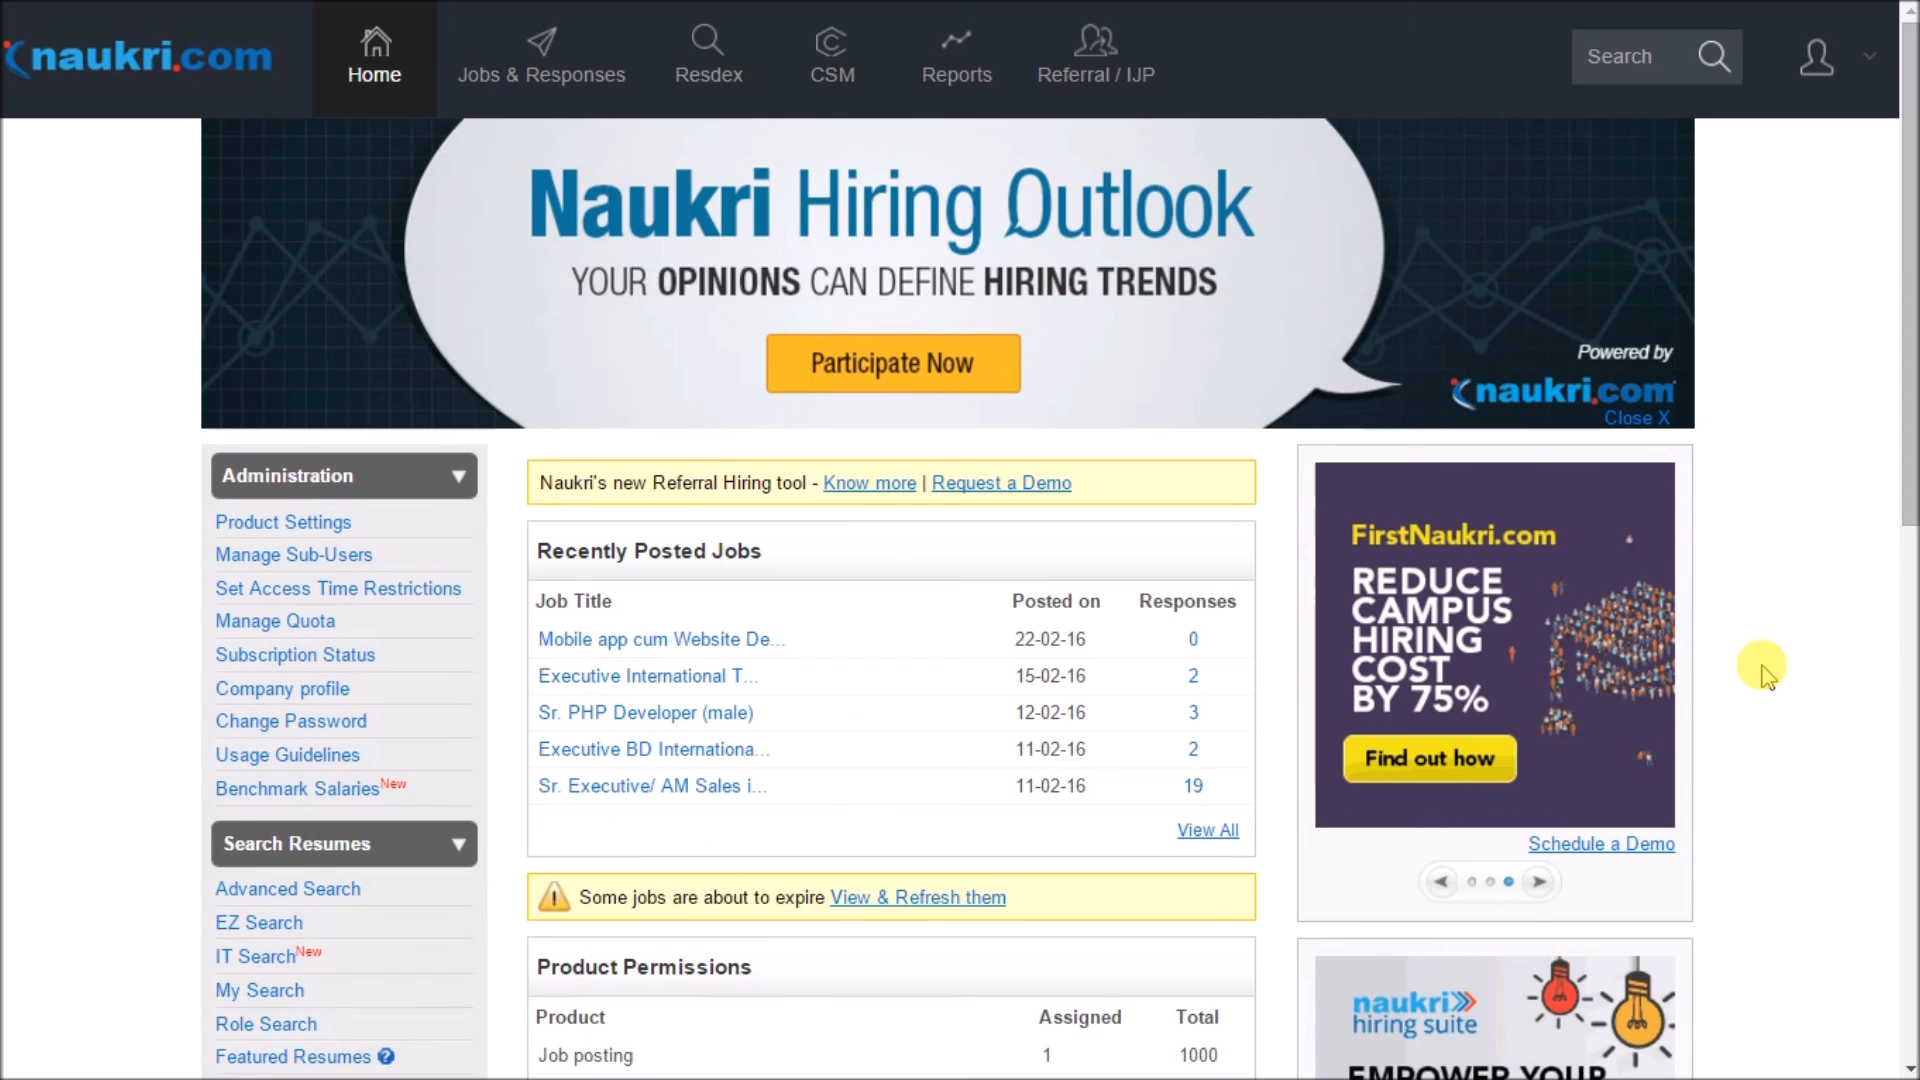 naukri.com
Home
Jobs & Responses
Resdex
CSM
Reports
Referral / IJP
Search
Naukri Hiring Outlook
YOUR OPINIONS CAN DEFINE HIRING TRENDS
Participate Now
Powered by
naukri.com
Close X
Administration
Product Settings
Manage Sub-Users
Set Access Time Restrictions
Manage Quota
Subscription Status
Company profile
Change Password
Usage Guidelines
Benchmark Salaries New
Search Resumes
Advanced Search
EZ Search
IT Search New
My Search
Role Search
Featured Resumes ?
Naukri's new Referral Hiring tool - Know more | Request a Demo
Recently Posted Jobs
Job Title Posted on Responses
Mobile app cum Website De... 22-02-16 0
Executive International T... 15-02-16 2
Sr. PHP Developer (male) 12-02-16 3
Executive BD Internationa... 11-02-16 2
Sr. Executive/ AM Sales i... 11-02-16 19
View All
Some jobs are about to expire View & Refresh them
Product Permissions
Product Assigned Total
Job posting 1 1000
FirstNaukri.com
REDUCE
CAMPUS
HIRING
COST
BY 75%
Find out how
Schedule a Demo
naukri
hiring suite
EMPOWER YOUR